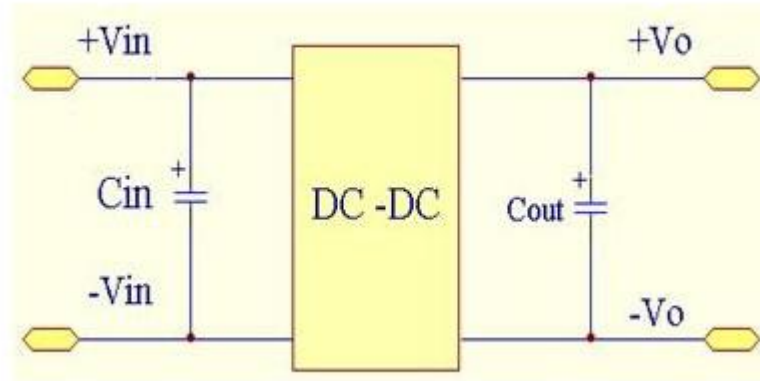 +Vin
+Vo
+
Cin
DC -DC
+
Cout
-Vin
-Vo